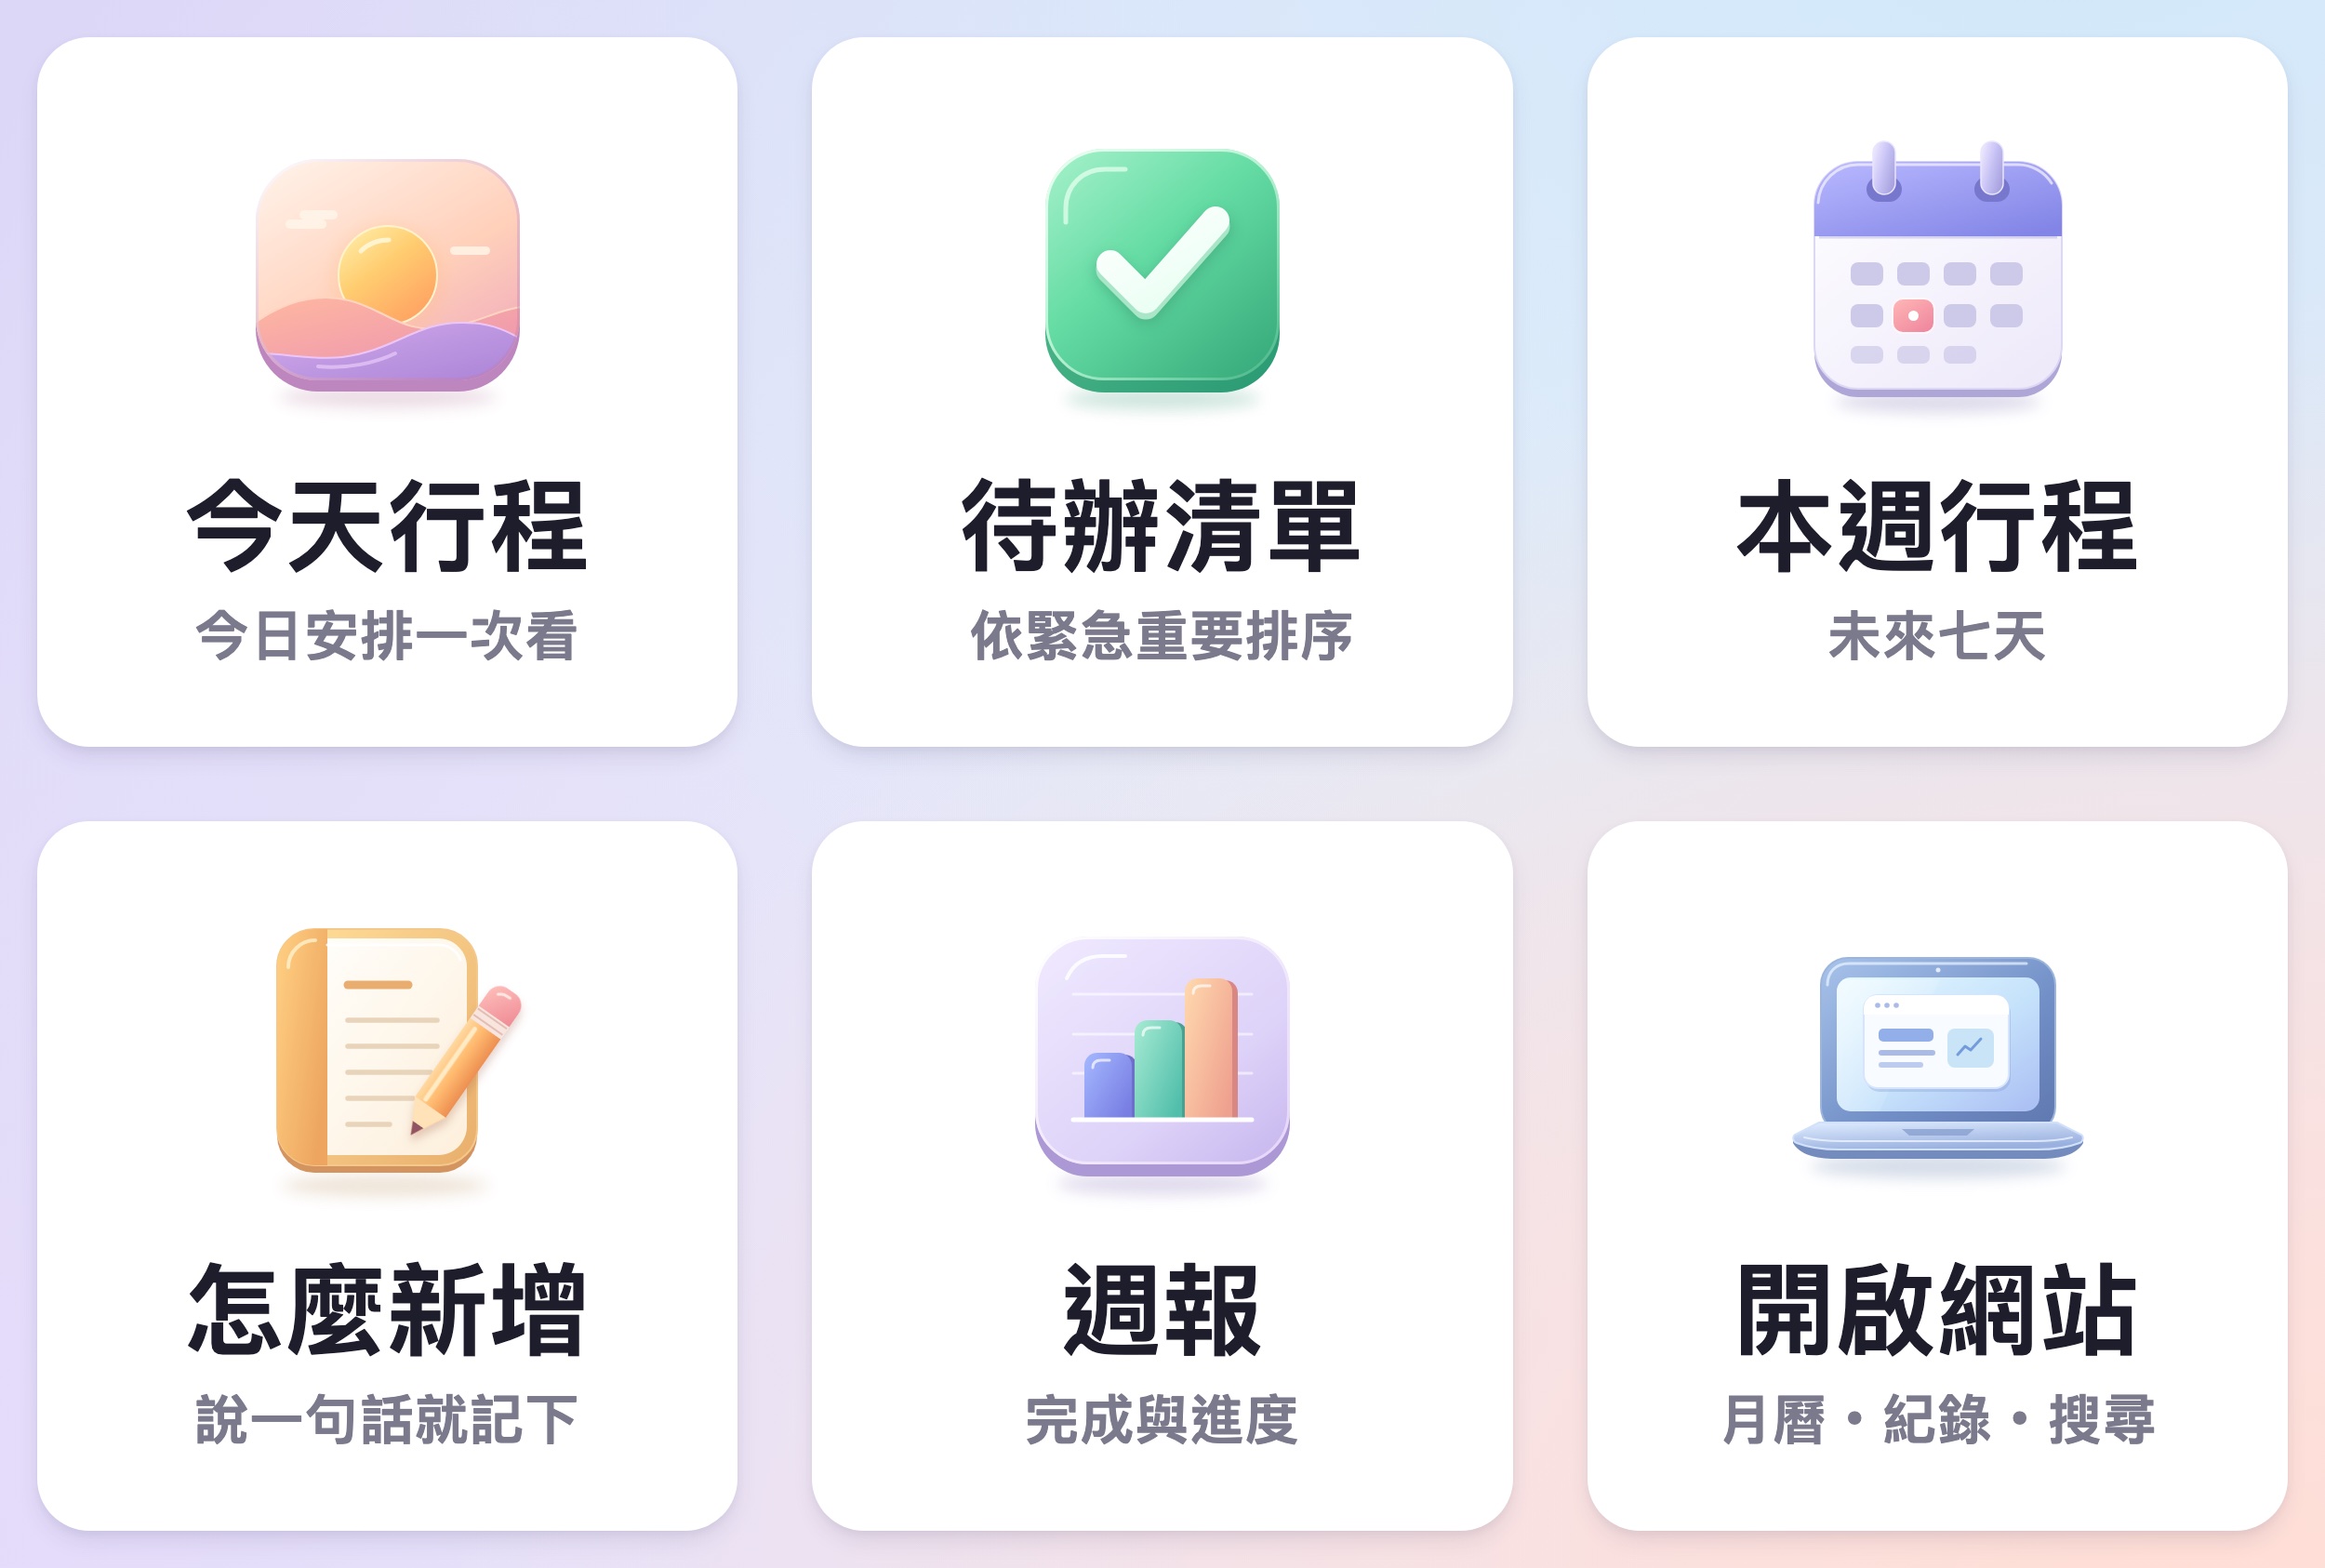 今天行程
今日安排一次看
待辦清單
依緊急重要排序
本週行程
未來七天
怎麼新增
說一句話就記下
週報
完成與進度
開啟網站
月曆・紀錄・搜尋